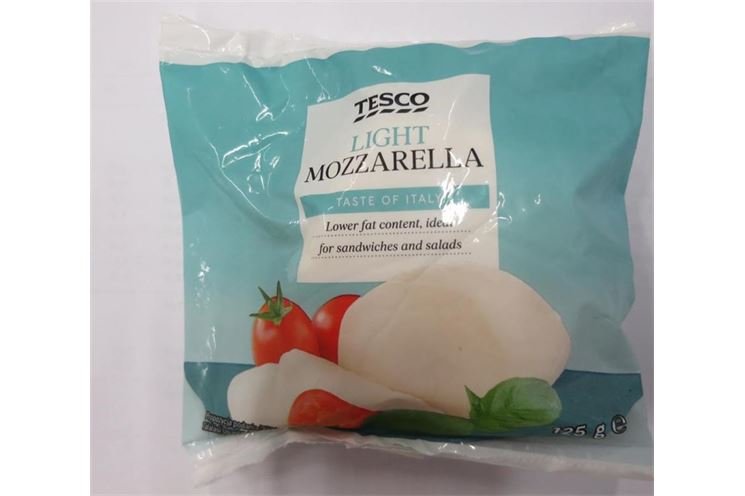 TESCO
LIGHT
MOZZARELLA
TASTE OF ITALY
Lower fat content, ideal
for sandwiches and salads
125 g e